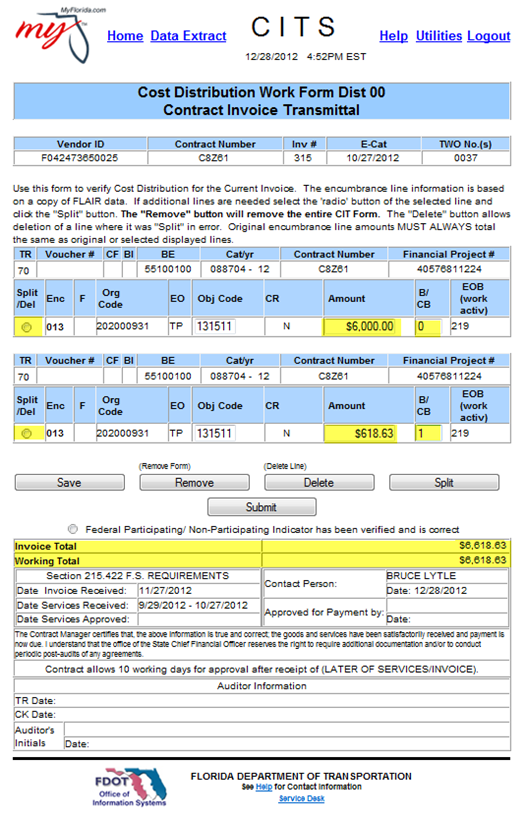 MyFlorida.com
my
Home Data Extract CITS Help Utilities Logout
12/28/2012 4:52PM EST
Cost Distribution Work Form Dist 00
Contract Invoice Transmittal
Vendor ID Contract Number Inv # E-Cat TWO No.(s)
F042473650025 C8Z61 315 10/27/2012 0037
Use this form to verify Cost Distribution for the Current Invoice. The encumbrance line information is based
on a copy of FLAIR data. If additional lines are needed select the 'radio' button of the selected line and
click the "Split" button. The "Remove" button will remove the entire CIT Form. The "Delete" button allows
deletion of a line where it was "Split" in error. Original encumbrance line amounts MUST ALWAYS total
the same as original or selected displayed lines.
TR Voucher # CF BI BE Cat/yr Contract Number Financial Project #
70 55100100 088704 - 12 C8Z61 40576811224
Split /Del Enc F Org Code EO Obj Code CR Amount B/ CB EOB (work activ)
013 202000931 TP 131511 N $6,000.00 0 219
TR Voucher # CF BI BE Cat/yr Contract Number Financial Project #
70 55100100 088704 - 12 C8Z61 40576811224
Split /Del Enc F Org Code EO Obj Code CR Amount B/ CB EOB (work activ)
013 202000931 TP 131511 N $618.63 1 219
(Remove Form) (Delete Line)
Save Remove Delete Split
Submit
Federal Participating/ Non-Participating Indicator has been verified and is correct
Invoice Total $6,618.63
Working Total $6,618.63
Section 215.422 F.S. REQUIREMENTS Contact Person: BRUCE LYTLE
Date Invoice Received: 11/27/2012 Date: 12/28/2012
Date Services Received: 9/29/2012 - 10/27/2012 Approved for Payment by:
Date Services Approved: Date:
The Contract Manager certifies that, the above information is true and correct; the goods and services have been satisfactorily received and payment is
now due. I understand that the office of the State Chief Financial Officer reserves the right to require additional documentation and/or to conduct
periodic post-audits of any agreements.
Contract allows 10 working days for approval after receipt of (LATER OF SERVICES/INVOICE).
Auditor Information
TR Date:
CK Date:
Auditor's Initials Date:
FDOT
Office of
Information Systems
FLORIDA DEPARTMENT OF TRANSPORTATION
See Help for Contact Information
Service Desk